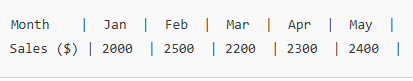 Month | Jan | Feb | Mar | Apr | May |
Sales ($) | 2000 | 2500 | 2200 | 2300 | 2400 |